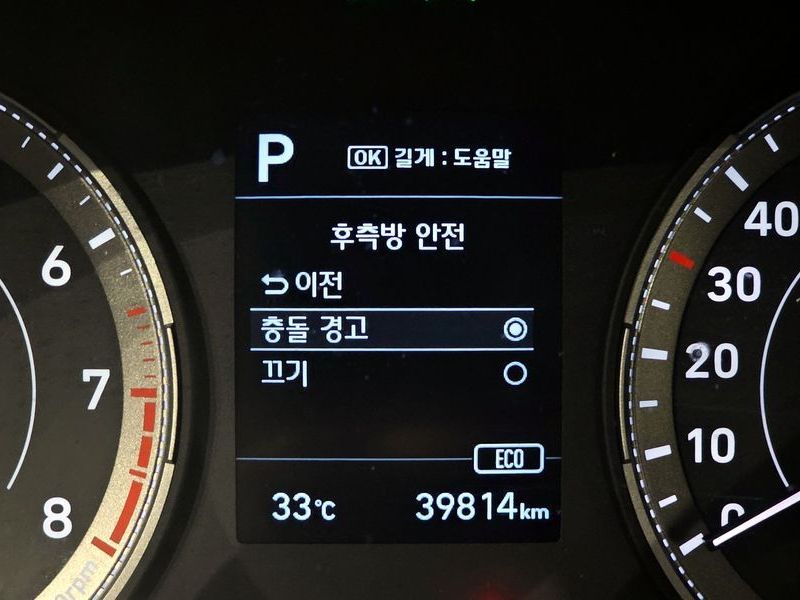 P
OK 길게 : 도움말
후측방 안전
이전
충돌 경고
끄기
ECO
33℃
39814km
6
7
8
40
30
20
10
0